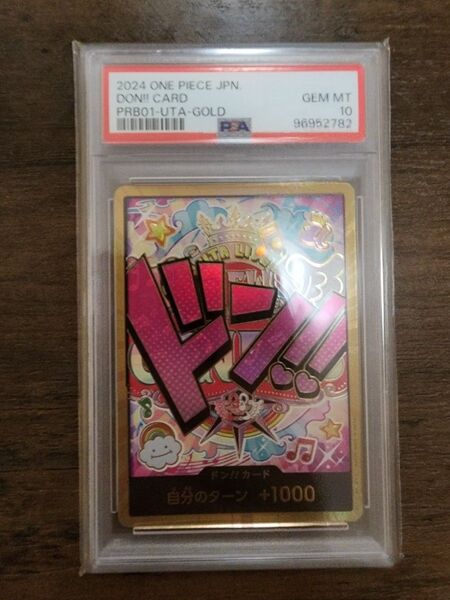 2024 ONE PIECE JPN.
DON!! CARD
GEM MT
PRB01-UTA-GOLD
10
PSA
96952782
UTA
ドン!!
ドン!!カード
自分のターン +1000